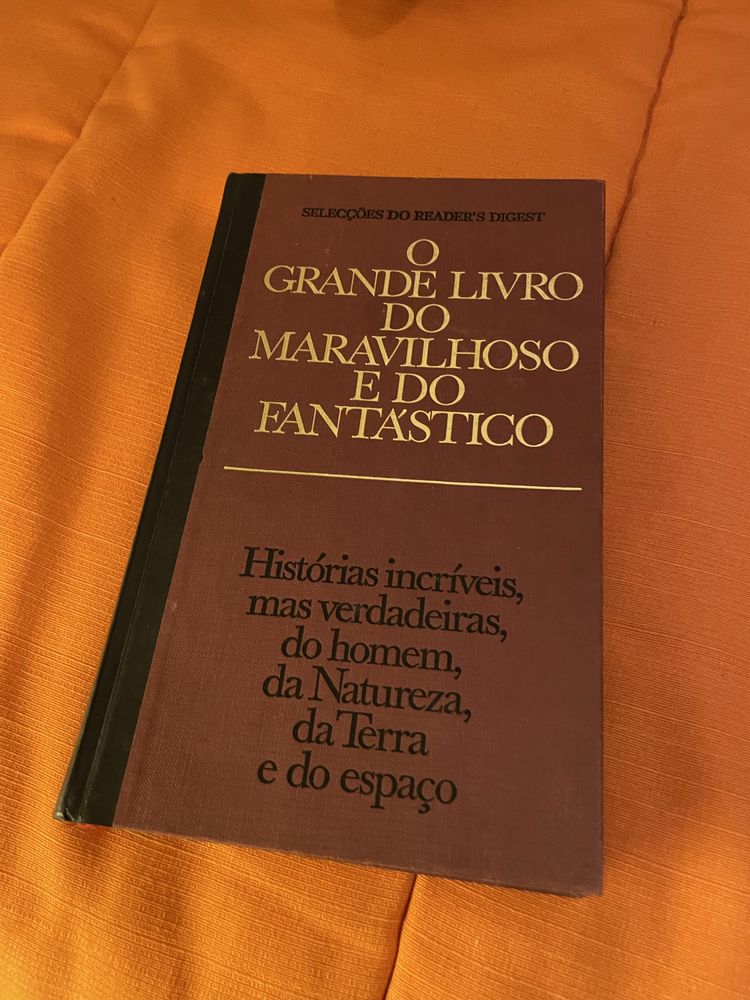 SELECÇÕES DO READER'S DIGEST
O
GRANDE LIVRO
DO
MARAVILHOSO
E DO
FANTÁSTICO
Histórias incríveis,
mas verdadeiras,
do homem,
da Natureza,
da Terra
e do espaço